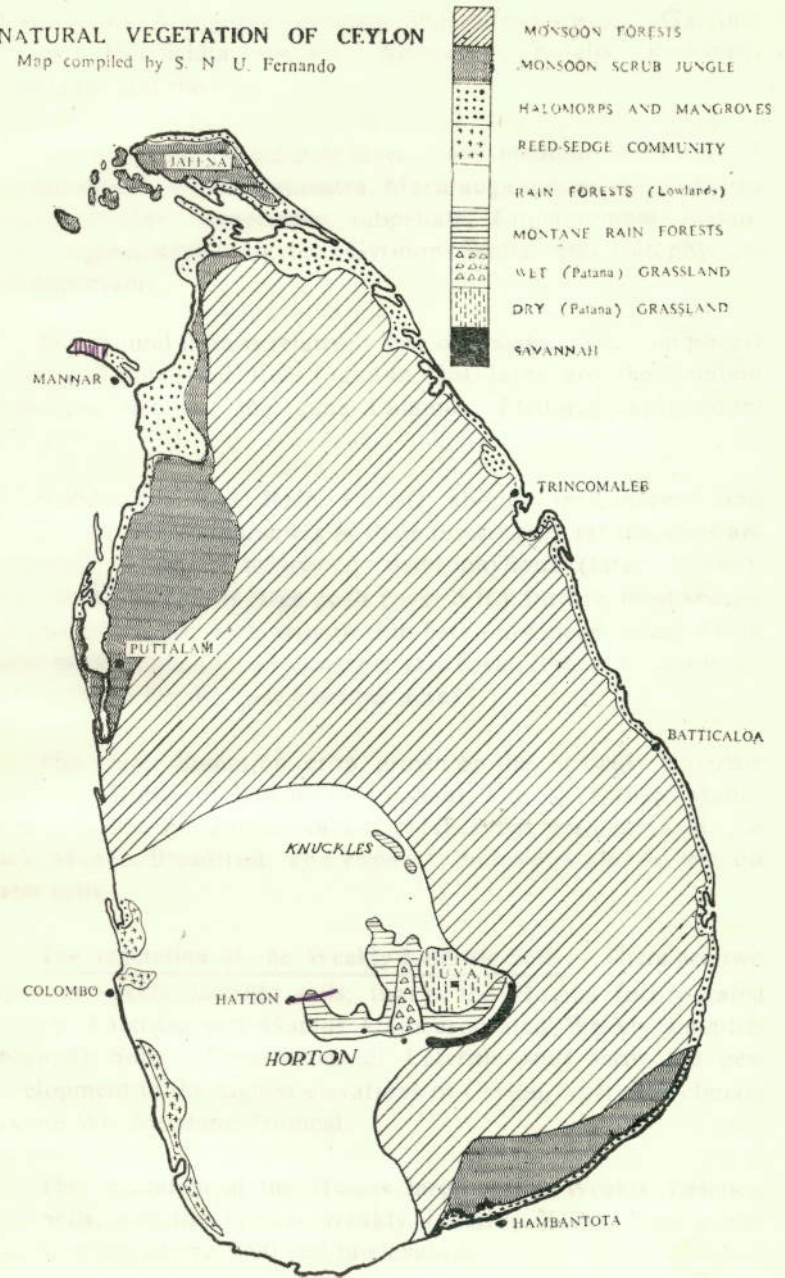 NATURAL VEGETATION OF CEYLON
Map compiled by S. N U. Fernando
MONSOON FORESTS
MONSOON SCRUB JUNGLE
HALOMORPS AND MANGROVES
REED-SEDGE COMMUNITY
RAIN FORESTS (Lowlands)
MONTANE RAIN FORESTS
WET (Patana) GRASSLAND
DRY (Patana) GRASSLAND
SAVANNAH
JAFFNA
MANNAR
TRINCOMALEE
PUTTALAM
BATTICALOA
KNUCKLES
UVA
COLOMBO
HATTON
HORTON
HAMBANTOTA